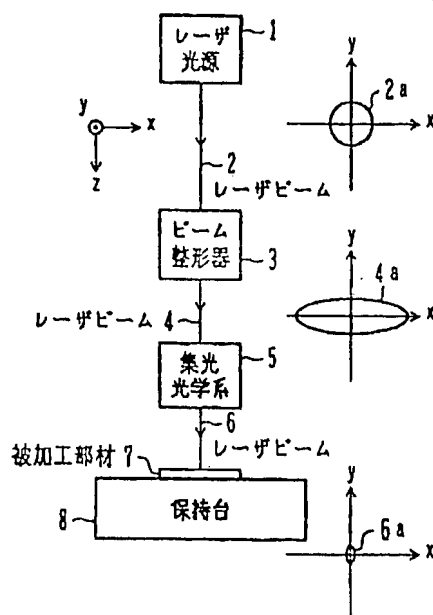 1
レーザ
光源
y
x
z
2
レーザビーム
y
2a
x
ビーム
整形器
3
レーザビーム 4
y
4a
x
集光
光学系
5
6
レーザビーム
被加工部材 7
8
保持台
y
6a
x